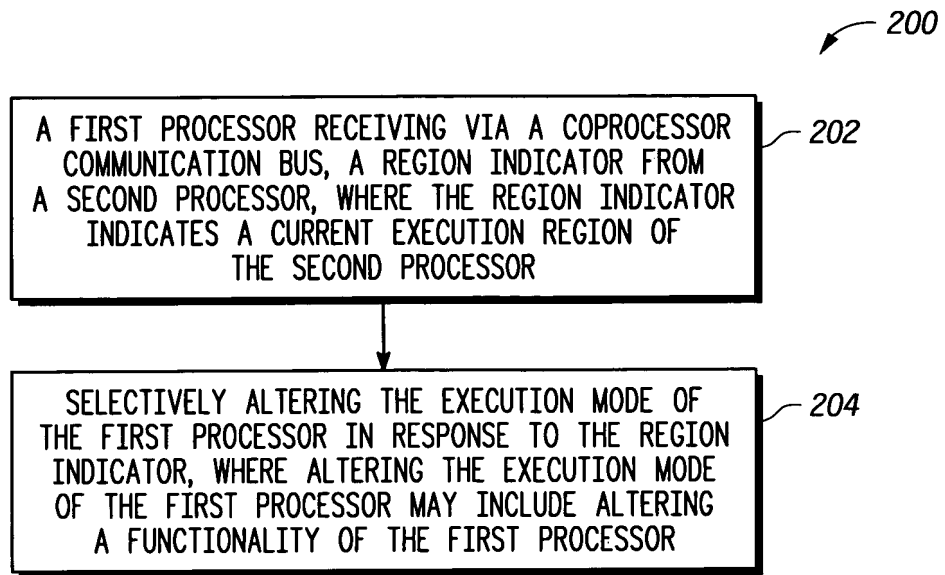 200
A FIRST PROCESSOR RECEIVING VIA A COPROCESSOR
COMMUNICATION BUS, A REGION INDICATOR FROM
A SECOND PROCESSOR, WHERE THE REGION INDICATOR
INDICATES A CURRENT EXECUTION REGION OF
THE SECOND PROCESSOR
202
SELECTIVELY ALTERING THE EXECUTION MODE OF
THE FIRST PROCESSOR IN RESPONSE TO THE REGION
INDICATOR, WHERE ALTERING THE EXECUTION MODE
OF THE FIRST PROCESSOR MAY INCLUDE ALTERING
A FUNCTIONALITY OF THE FIRST PROCESSOR
204